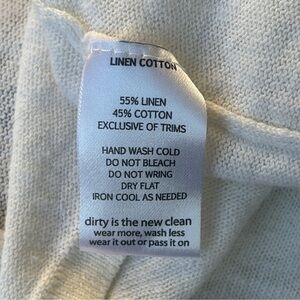 LINEN COTTON
55% LINEN
45% COTTON
EXCLUSIVE OF TRIMS
HAND WASH COLD
DO NOT BLEACH
DO NOT WRING
DRY FLAT
IRON COOL AS NEEDED
dirty is the new clean
wear more, wash less
wear it out or pass it on